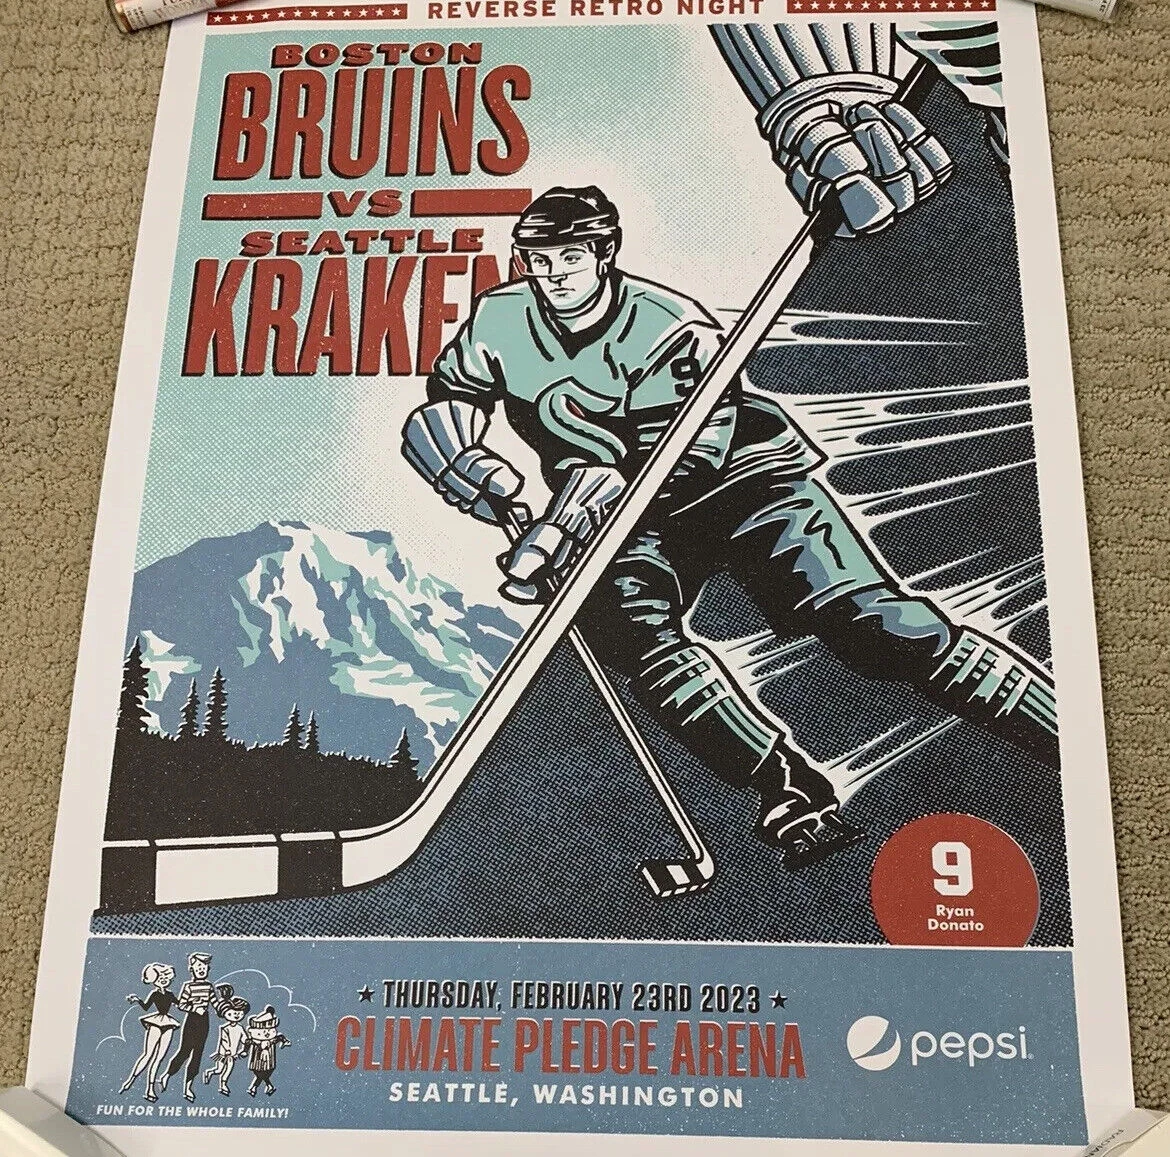 REVERSE RETRO NIGHT
BOSTON
BRUINS
VS
SEATTLE
KRAKEN
9
9
Ryan
Donato
★ THURSDAY, FEBRUARY 23RD 2023 ★
CLIMATE PLEDGE ARENA
SEATTLE, WASHINGTON
pepsi
FUN FOR THE WHOLE FAMILY!